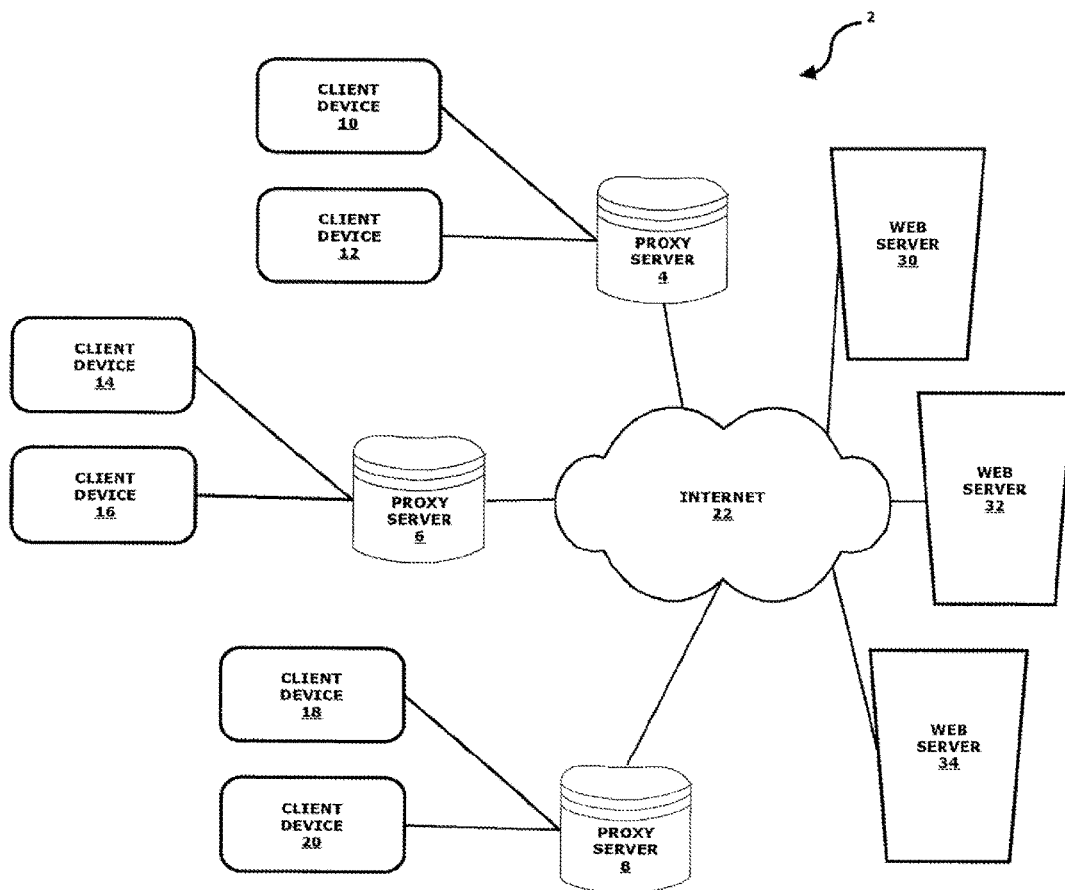 2
CLIENT
DEVICE
10
CLIENT
DEVICE
12
PROXY
SERVER
4
WEB
SERVER
30
CLIENT
DEVICE
14
CLIENT
DEVICE
16
PROXY
SERVER
6
INTERNET
22
WEB
SERVER
32
CLIENT
DEVICE
18
CLIENT
DEVICE
20
PROXY
SERVER
8
WEB
SERVER
34